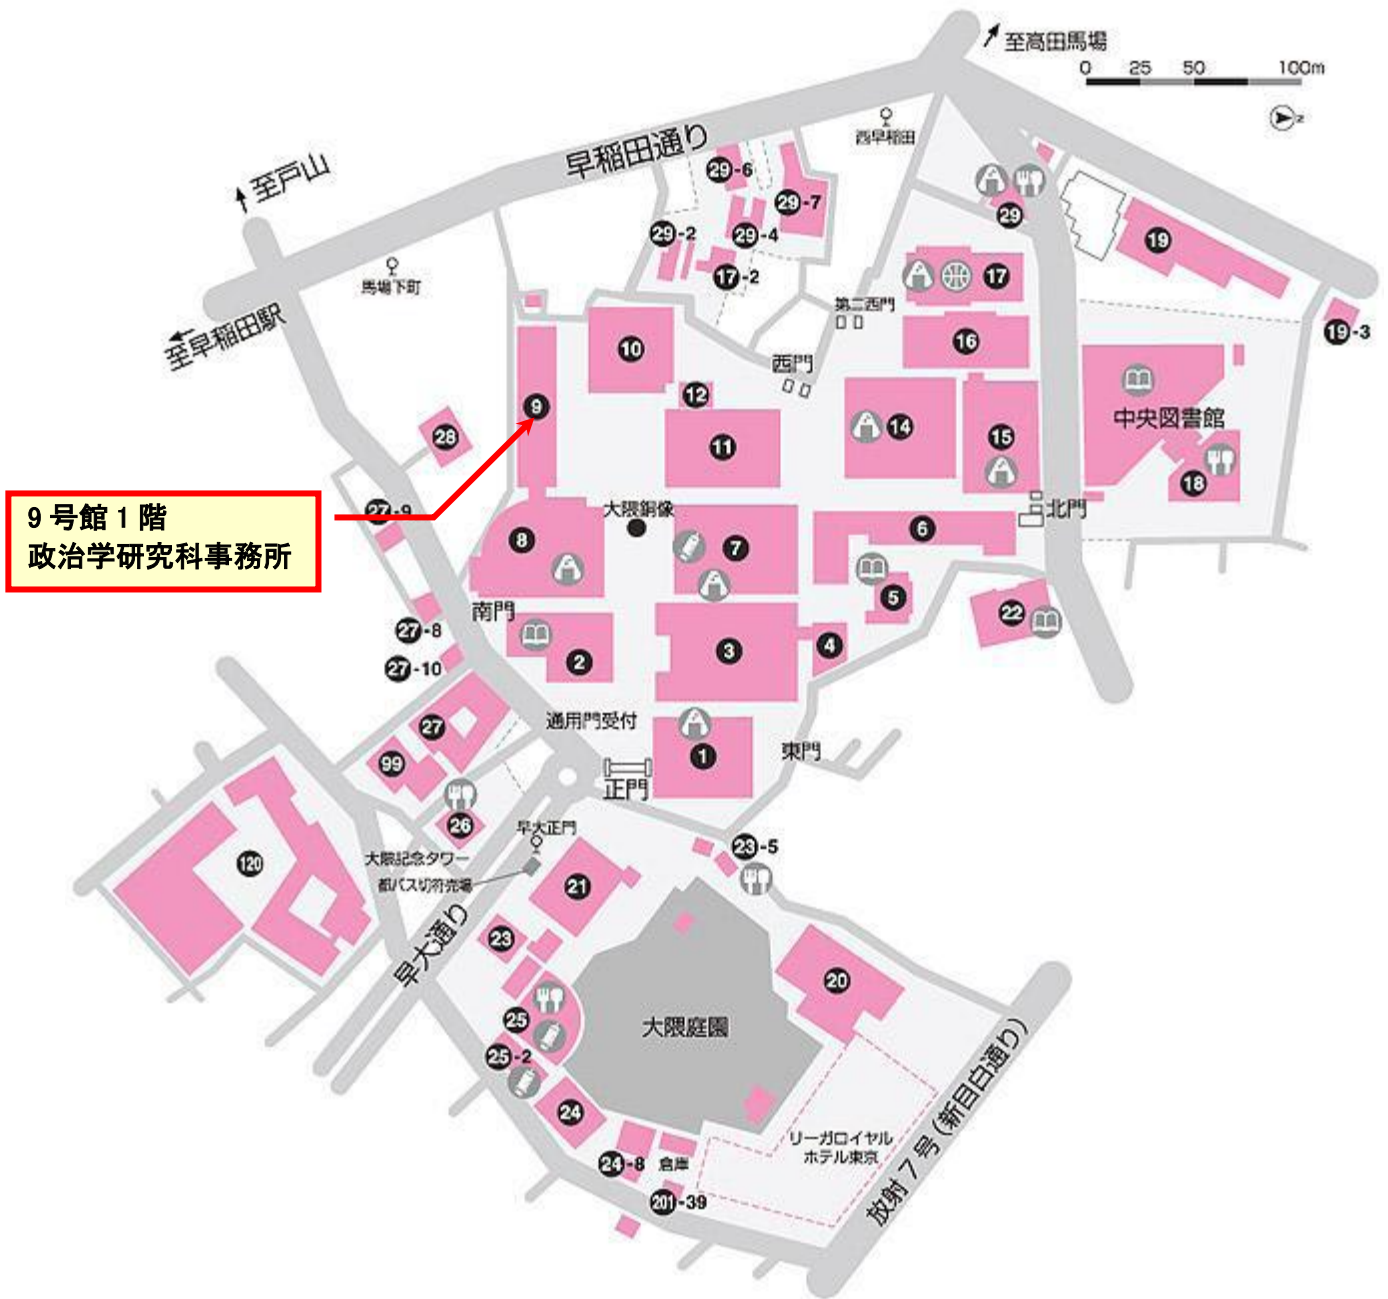 至高田馬場
0 25 50 100m
N
西早稲田
早稲田通り
至戸山
29-6
29-7
29
29-2
29-4
17-2
19
馬場下町
17
第二西門
19-3
至早稲田駅
10
16
西門
12
9
14
中央図書館
28
11
15
18
9号館1階
政治学研究科事務所
27-9
大隈銅像
北門
8
7
6
5
南門
22
27-8
2
3
4
27-10
通用門受付
27
99
1
東門
正門
26
早大正門
23-5
大隈記念タワー
120
都バス切符売場
21
早大通り
23
20
25
大隈庭園
25-2
24
リーガロイヤル
ホテル東京
24-8
倉庫
放射7号(新目白通り)
201-39